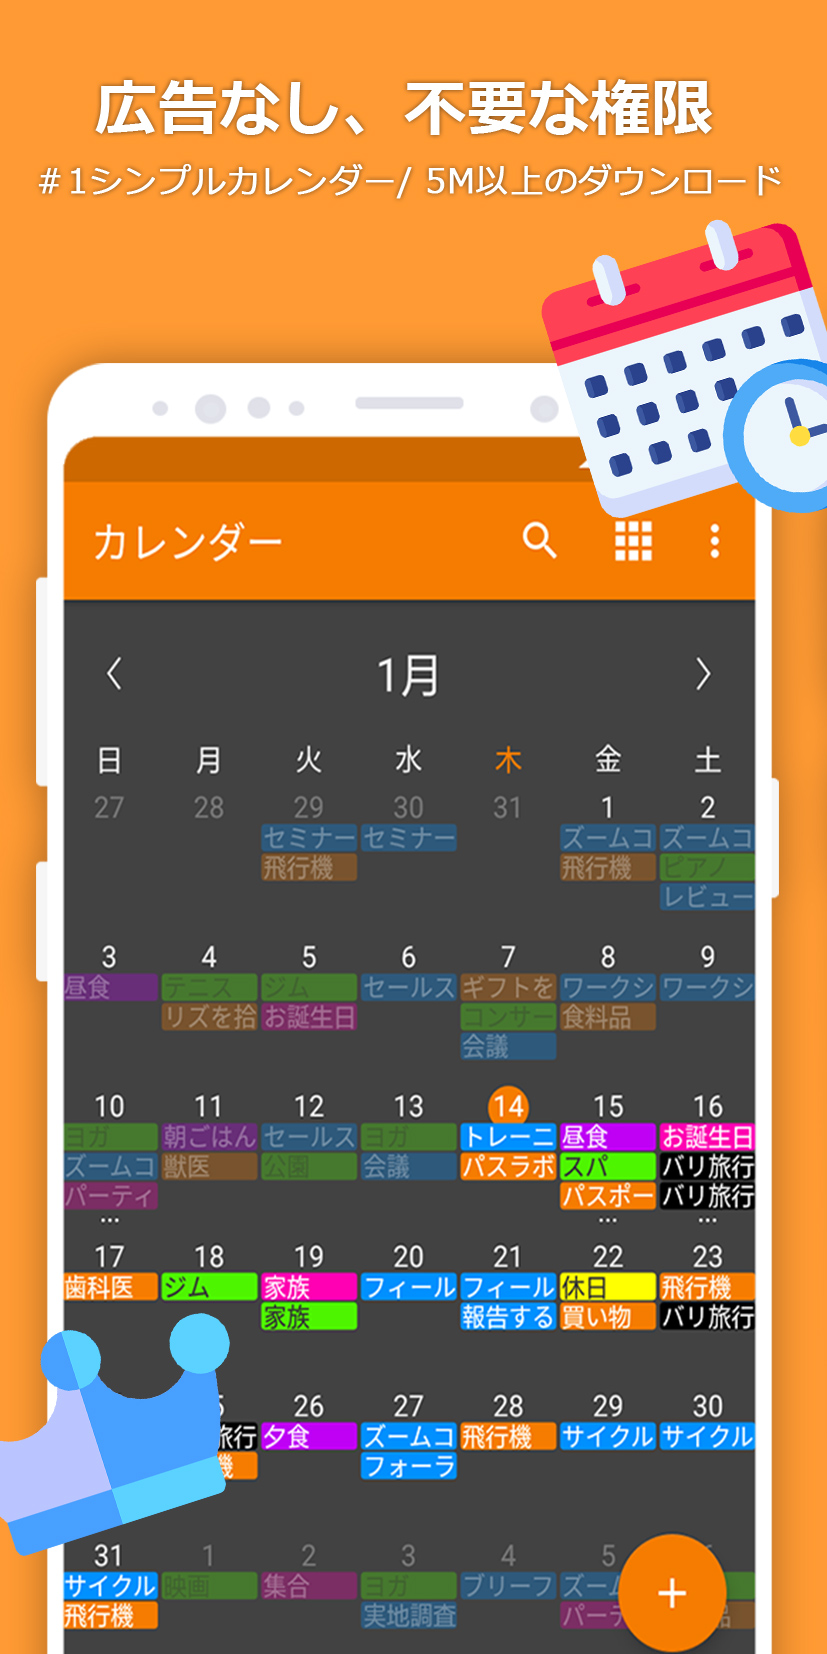 広告なし、不要な権限
#1シンプルカレンダー/ 5M以上のダウンロード
カレンダー
1月
日 月 火 水 木 金 土
27 28 29 30 31 1 2
セミナー セミナー ズームコ ズームコ
飛行機 飛行機 ピアノ
レビュー
3 4 5 6 7 8 9
昼食 テニス ジム セールス ギフトを ワークシ ワークシ
リズを拾 お誕生日 コンサー 食料品
会議
10 11 12 13 14 15 16
ヨガ 朝ごはん セールス ヨガ トレーニ 昼食 お誕生日
ズームコ 獣医 公園 会議 パスラボ スパ バリ旅行
パーティ パスポー バリ旅行
... ... ...
17 18 19 20 21 22 23
歯科医 ジム 家族 フィール フィール 休日 飛行機
家族 報告する 買い物 バリ旅行
26 27 28 29 30
旅行 夕食 ズームコ 飛行機 サイクル サイクル
機 フォーラ
31 1 2 3 4 5
サイクル 映画 集合 ヨガ ブリーフ ズーム
飛行機 実地調査 パーテ 品
+